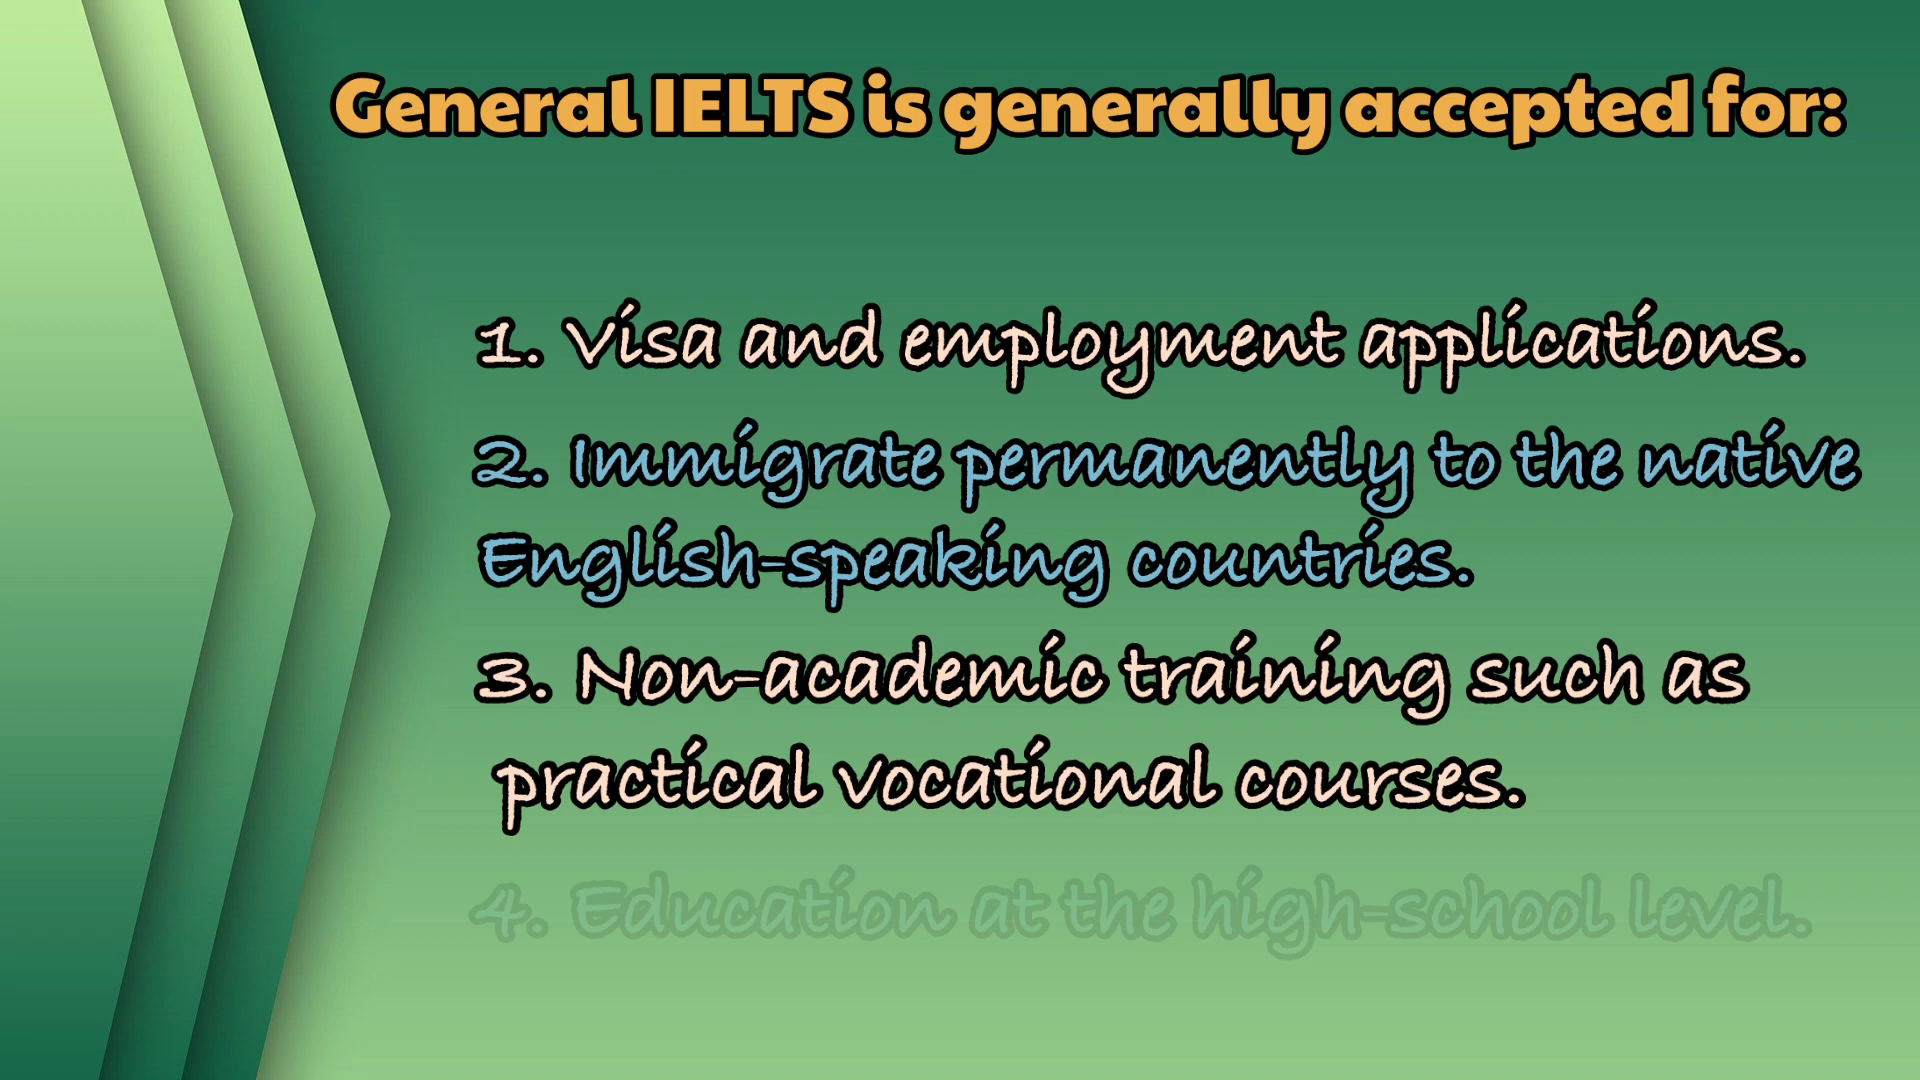 General IELTS is generally accepted for:
1. Visa and employment applications.
2. Immigrate permanently to the native
English-speaking countries.
3. Non-academic training such as
practical vocational courses.
4. Education at the high-school level.